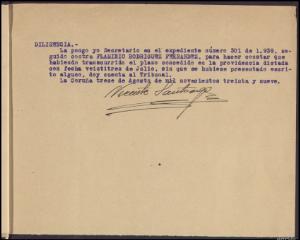 DILIGENCIA.-
La pongo yo Secretario en el expediente número 301 de 1.938, se-
guido contra FLAMINIO RODRIGUEZ FERNANDEZ, para hacer constar que
habiendo transcurrido el plazo concedido en la providencia dictada
con fecha veintitres de Julio, sin que se hubiese presentado escri-
to alguno, doy cuenta al Tribunal.
La Coruña trece de Agosto de mil novecientos treinta y nueve.
Vicente Santiago